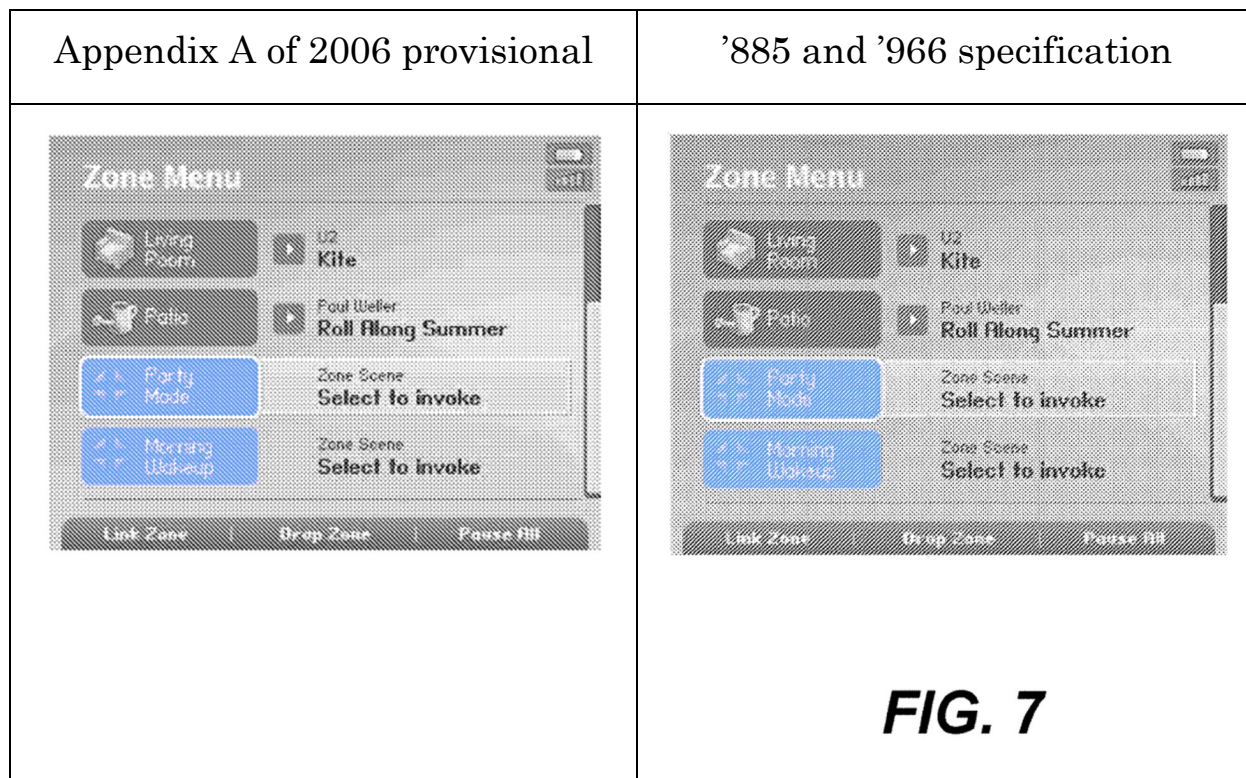 Appendix A of 2006 provisional
’885 and ’966 specification
Zone Menu
Living
Room
U2
Kite
Patio
Paul Weller
Roll Along Summer
Party
Mode
Zone Scene
Select to invoke
Morning
Wakeup
Zone Scene
Select to invoke
Link Zone
Drop Zone
Pause All
Zone Menu
Living
Room
U2
Kite
Patio
Paul Weller
Roll Along Summer
Party
Mode
Zone Scene
Select to invoke
Morning
Wakeup
Zone Scene
Select to invoke
Link Zone
Drop Zone
Pause All
FIG. 7